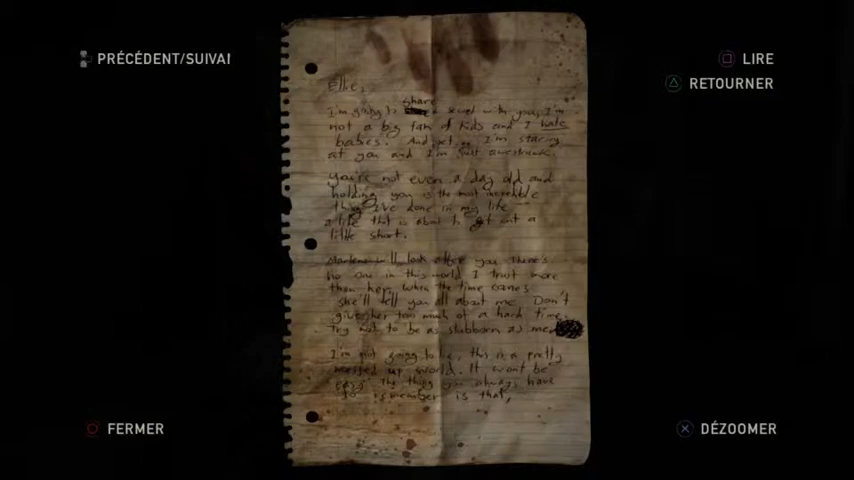 PRÉCÉDENT/SUIVAI
LIRE
RETOURNER
Ellie,
share
I'm going to a secret with you, I'm
not a big fan of kids and I hate
babies. And yet... I'm staring
at you and I'm just awestruck.
You're not even a day old and
holding you is the most incredible
thing I've done in my life -
a life that is about to get cut a
little short.
Marlene will look after you. There's
no one in this world I trust more
than her. When the time comes
she'll tell you all about me. Don't
give her too much of a hard time.
Try not to be as stubborn as me.
I'm not going to lie, this is a pretty
messed up world. It won't be
easy. The thing you always have
to remember is that,
FERMER
DÉZOOMER